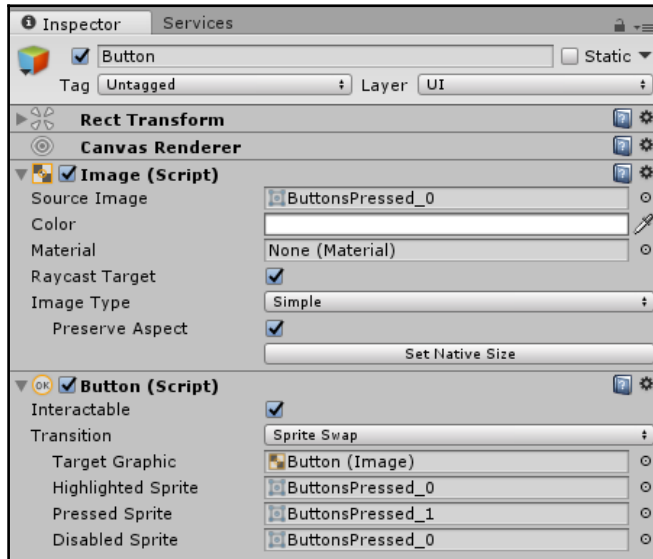 Inspector Services
Button Static
Tag Untagged Layer UI
Rect Transform
Canvas Renderer
Image (Script)
Source Image ButtonsPressed_0
Color
Material None (Material)
Raycast Target
Image Type Simple
Preserve Aspect
Set Native Size
OK Button (Script)
Interactable
Transition Sprite Swap
Target Graphic Button (Image)
Highlighted Sprite ButtonsPressed_0
Pressed Sprite ButtonsPressed_1
Disabled Sprite ButtonsPressed_0